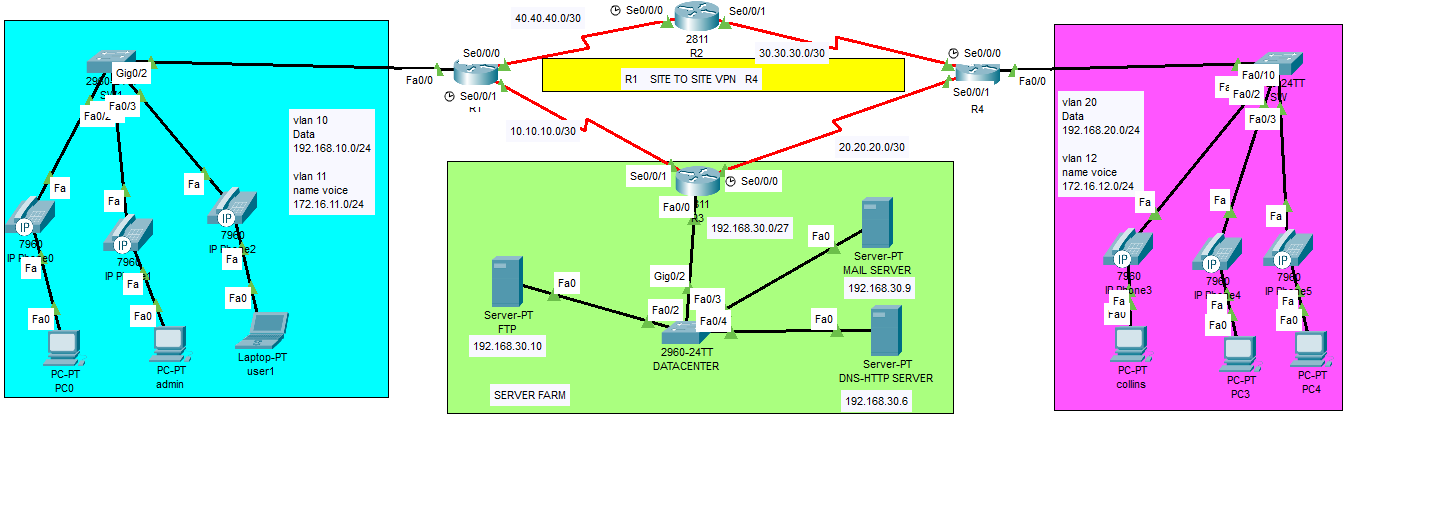 40.40.40.0/30
Se0/0/0
Se0/0/1
2811
R2
Se0/0/0
30.30.30.0/30
Se0/0/0
Gig0/2
Fa0/0
R1 SITE TO SITE VPN R4
Fa0/0
Se0/0/1
R1
Se0/0/1
R4
Fa0/3
10.10.10.0/30
20.20.20.0/30
vlan 10
Data
192.168.10.0/24
vlan 11
name voice
172.16.11.0/24
Fa
Fa
Fa
7960
IP
7960
IP
7960
IP
IP Phone2
Fa
Fa
Fa
Fa0
Fa0
Fa0
PC-PT
PC0
PC-PT
admin
Laptop-PT
user1
Se0/0/1
Se0/0/0
Fa0/0
R3
192.168.30.0/27
Gig0/2
Fa0/2
Fa0/3
Fa0/4
2960-24TT
DATACENTER
Fa0
Server-PT
FTP
192.168.30.10
Fa0
Server-PT
MAIL SERVER
192.168.30.9
Fa0
Server-PT
DNS-HTTP SERVER
192.168.30.6
SERVER FARM
vlan 20
Data
192.168.20.0/24
vlan 12
name voice
172.16.12.0/24
Fa0/10
Fa0/2
Fa0/3
SW
Fa
Fa
Fa
IP
7960
IP Phone3
IP
7960
IP Phone4
IP
7960
IP Phone5
Fa
Fa
Fa
Fa0
Fa0
Fa0
PC-PT
collins
PC-PT
PC3
PC-PT
PC4